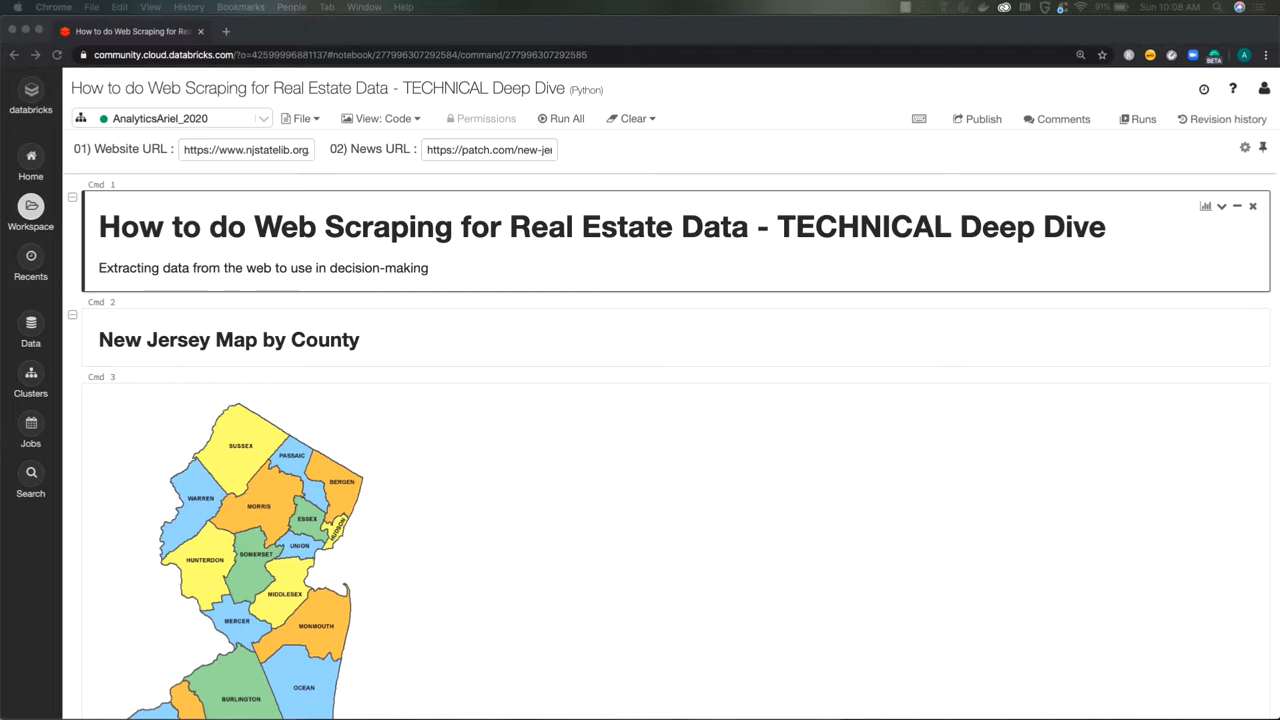 Chrome File Edit View History Bookmarks People Tab Window Help 91% Sun 10:08 AM
How to do Web Scraping for Rea
community.cloud.databricks.com/?o=42599996881137#notebook/277996307292584/command/277996307292585
BETA
A
How to do Web Scraping for Real Estate Data - TECHNICAL Deep Dive (Python)
databricks
AnalyticsAriel_2020 File View: Code Permissions Run All Clear Publish Comments Runs Revision history
01) Website URL : https://www.njstatelib.org 02) News URL : https://patch.com/new-jer
Home
Workspace
Recents
Data
Clusters
Jobs
Search
Cmd 1
How to do Web Scraping for Real Estate Data - TECHNICAL Deep Dive
Extracting data from the web to use in decision-making
Cmd 2
New Jersey Map by County
Cmd 3
SUSSEX
PASSAIC
BERGEN
WARREN
MORRIS
ESSEX
HUDSON
UNION
SOMERSET
HUNTERDON
MIDDLESEX
MERCER
MONMOUTH
OCEAN
BURLINGTON